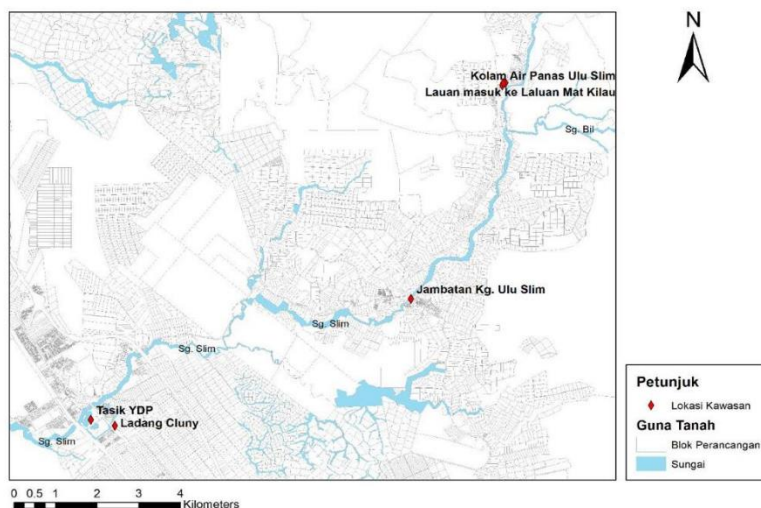 N
Kolam Air Panas Ulu Slim
Lauan masuk ke Laluan Mat Kilau
Sg. Bil
Jambatan Kg. Ulu Slim
Sg. Slim
Sg. Slim
Tasik YDP
Ladang Cluny
Sg. Slim
Petunjuk
Lokasi Kawasan
Guna Tanah
Blok Perancangan
Sungai
0 0.5 1 2 3 4
Kilometers